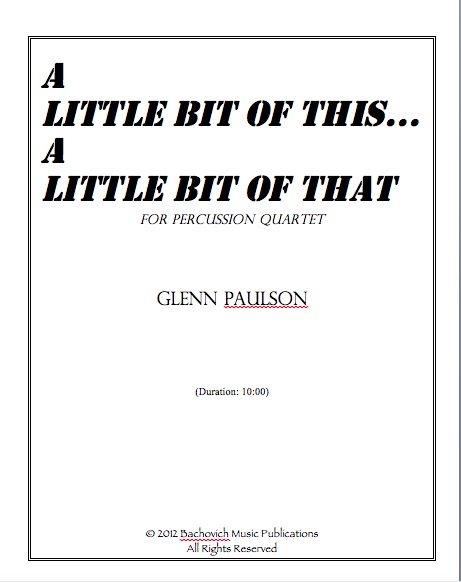 A
LITTLE BIT OF THIS...
A
LITTLE BIT OF THAT
FOR PERCUSSION QUARTET
GLENN PAULSON
(Duration: 10:00)
© 2012 Bachovich Music Publications
All Rights Reserved